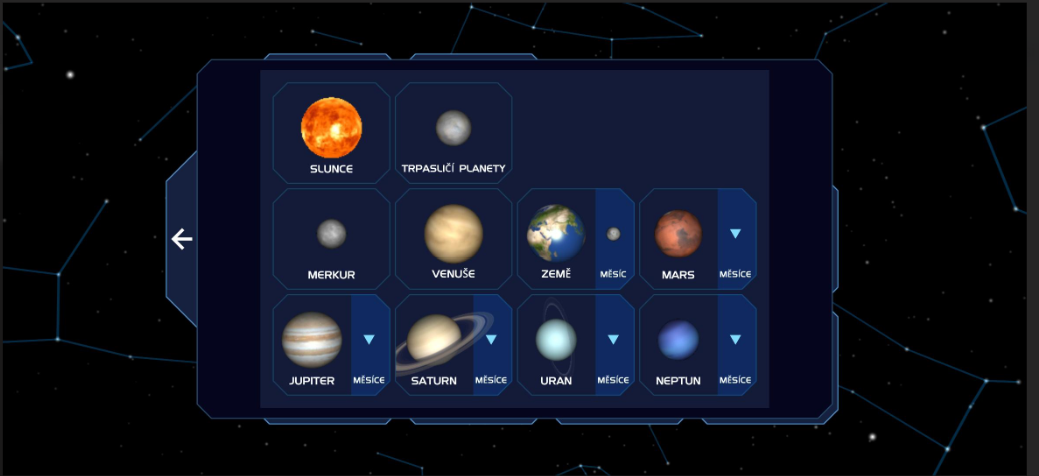 SLUNCE
TRPASLIČÍ PLANETY
MERKUR
VENUŠE
ZEMĚ
MĚSÍC
MARS
MĚSÍCE
JUPITER
MĚSÍCE
SATURN
MĚSÍCE
URAN
MĚSÍCE
NEPTUN
MĚSÍCE